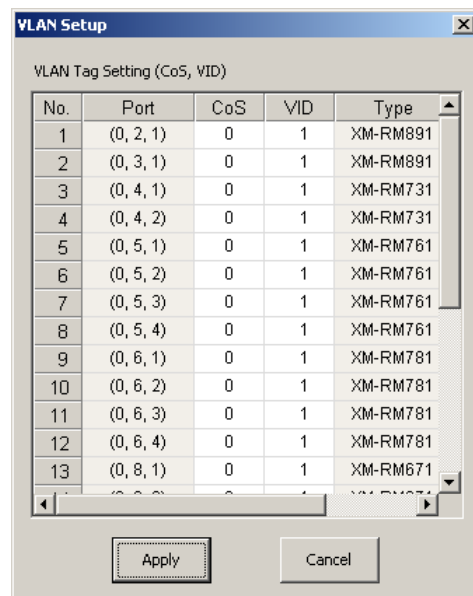 VLAN Setup
VLAN Tag Setting (CoS, VID)
No. Port CoS VID Type
1 (0, 2, 1) 0 1 XM-RM891
2 (0, 3, 1) 0 1 XM-RM891
3 (0, 4, 1) 0 1 XM-RM731
4 (0, 4, 2) 0 1 XM-RM731
5 (0, 5, 1) 0 1 XM-RM761
6 (0, 5, 2) 0 1 XM-RM761
7 (0, 5, 3) 0 1 XM-RM761
8 (0, 5, 4) 0 1 XM-RM761
9 (0, 6, 1) 0 1 XM-RM781
10 (0, 6, 2) 0 1 XM-RM781
11 (0, 6, 3) 0 1 XM-RM781
12 (0, 6, 4) 0 1 XM-RM781
13 (0, 8, 1) 0 1 XM-RM671
Apply Cancel